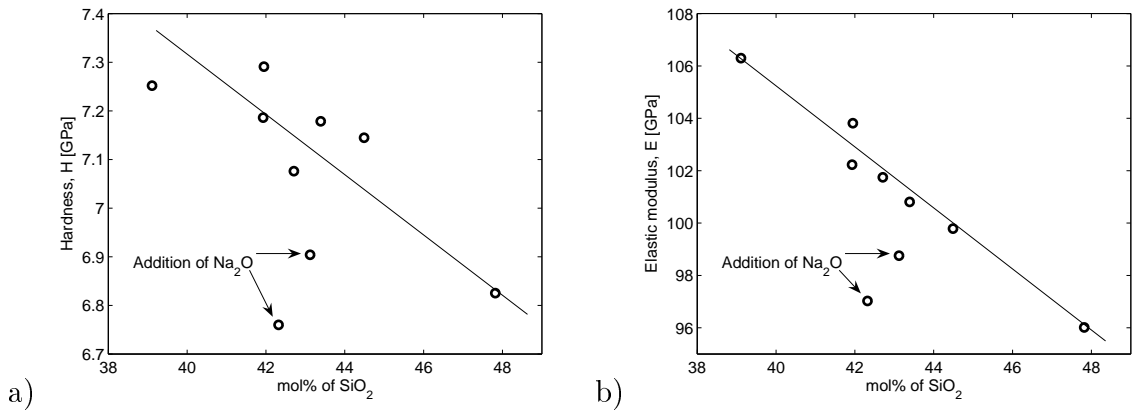 7.4
7.3
7.2
7.1
7
6.9
6.8
6.7
Hardness, H [GPa]
Addition of Na₂O
38 40 42 44 46 48
mol% of SiO₂
a)
108
106
104
102
100
98
96
Elastic modulus, E [GPa]
Addition of Na₂O
38 40 42 44 46 48
mol% of SiO₂
b)